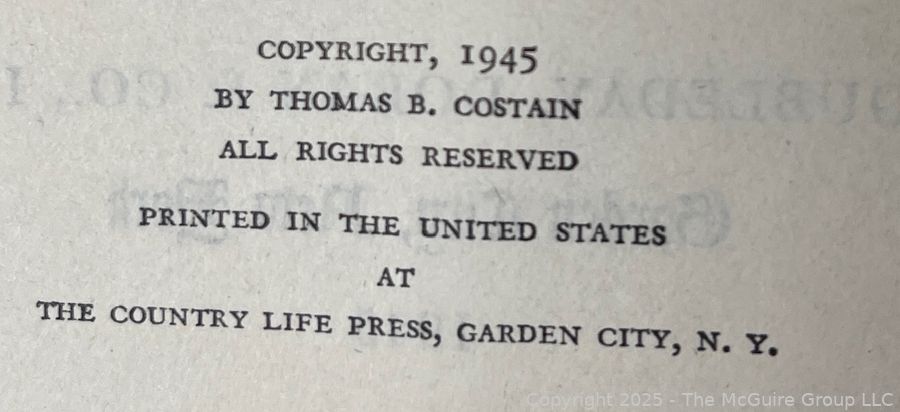 COPYRIGHT, 1945
BY THOMAS B. COSTAIN
ALL RIGHTS RESERVED
PRINTED IN THE UNITED STATES
AT
THE COUNTRY LIFE PRESS, GARDEN CITY, N. Y.
Copyright 2025 - The McGuire Group LLC